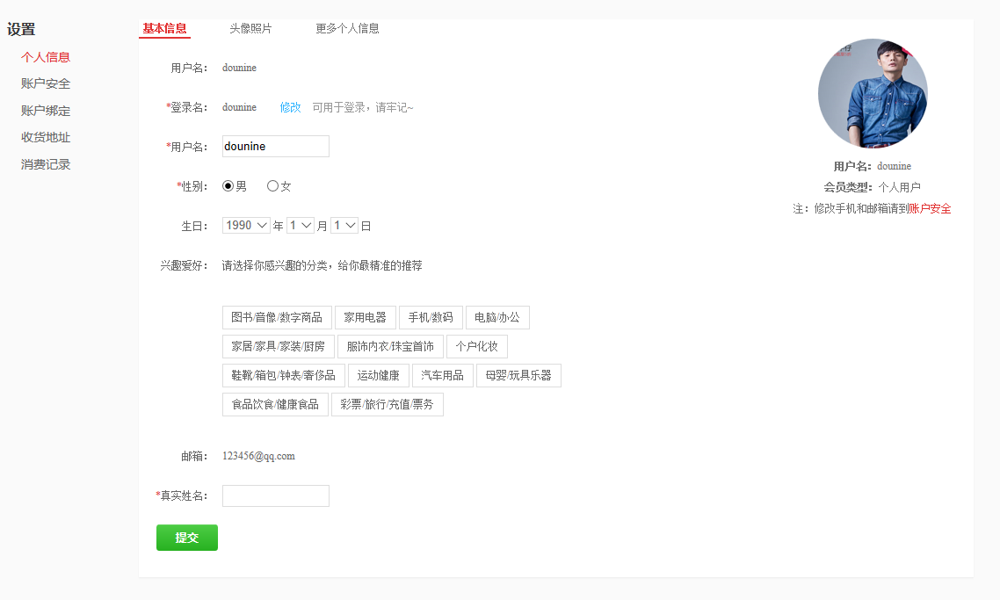 设置
个人信息
账户安全
账户绑定
收货地址
消费记录
基本信息 头像照片 更多个人信息
用户名： dounine
*登录名： dounine 修改 可用于登录，请牢记~
*用户名： dounine
*性别： 男 女
生日： 1990 年 1 月 1 日
兴趣爱好： 请选择你感兴趣的分类，给你最精准的推荐
图书/音像/数字商品 家用电器 手机/数码 电脑/办公
家居/家具/家装/厨房 服饰内衣/珠宝首饰 个户化妆
鞋靴/箱包/钟表/奢侈品 运动健康 汽车用品 母婴/玩具乐器
食品饮食/健康食品 彩票/旅行/充值/票务
邮箱： 123456@qq.com
*真实姓名：
提交
用户名： dounine
会员类型： 个人用户
注：修改手机和邮箱请到账户安全